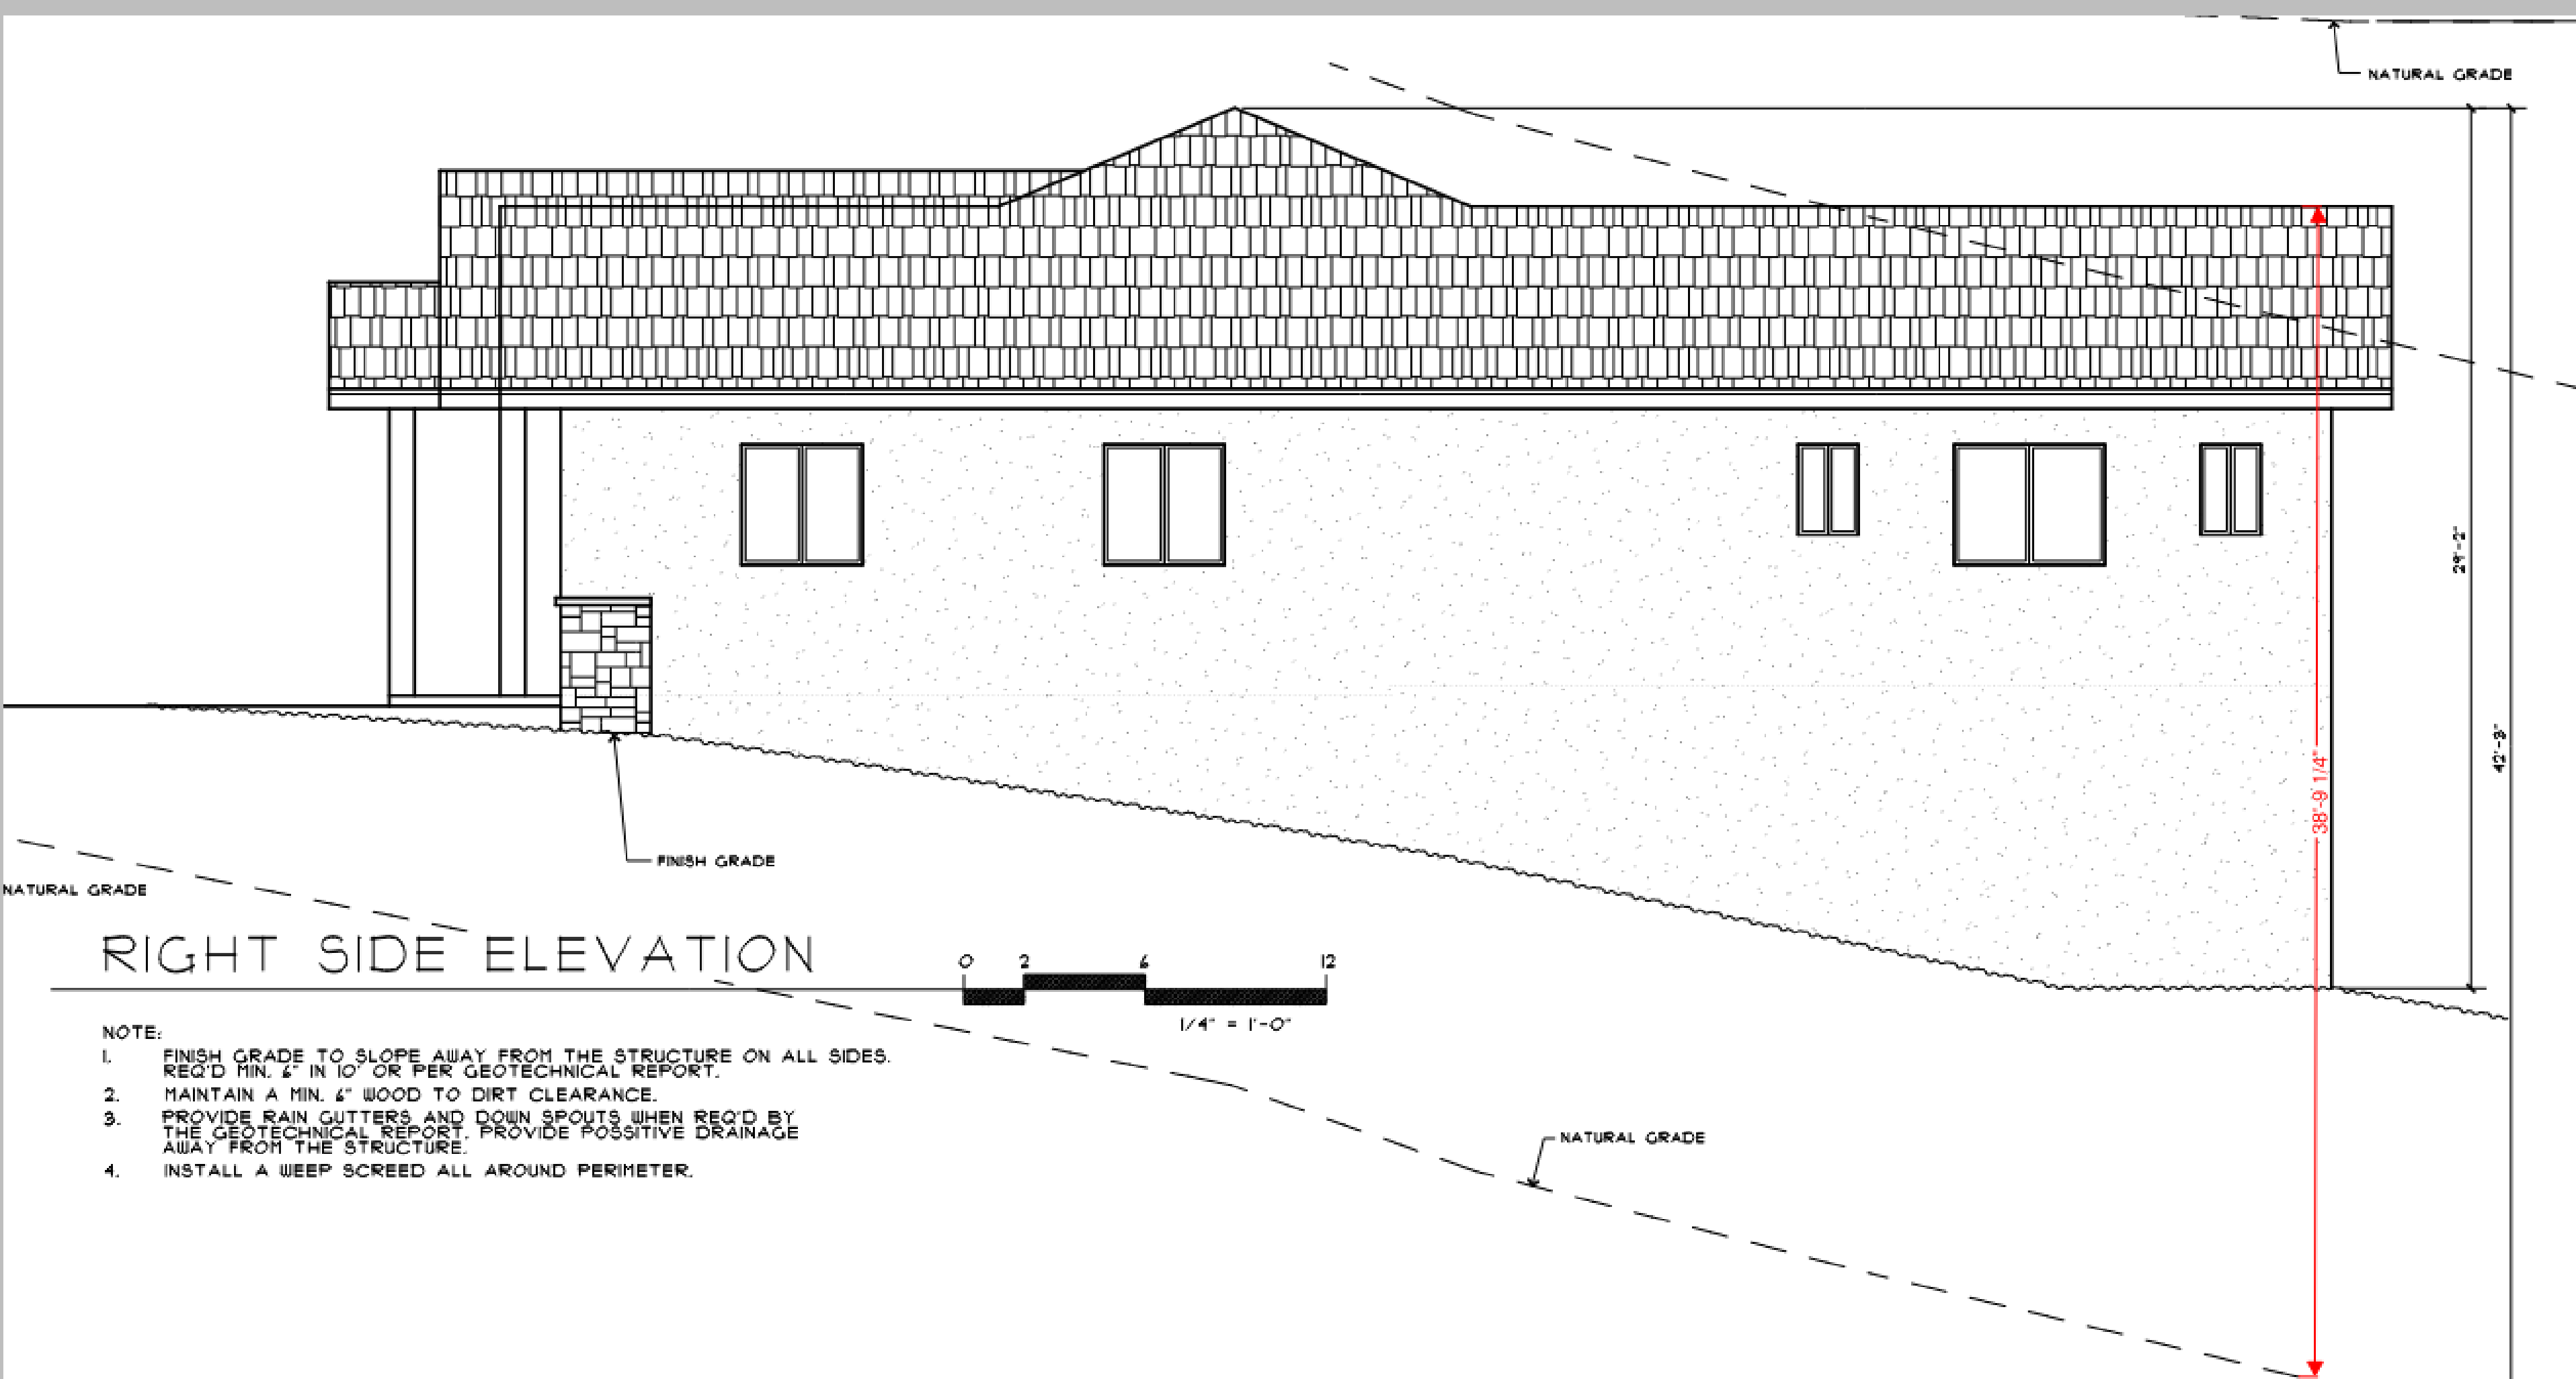 NATURAL GRADE
29'-2"
42'-3"
38'-9 1/4"
FINISH GRADE
NATURAL GRADE
RIGHT SIDE ELEVATION
0 2 6 12
1/4" = 1'-0"
NOTE:
1. FINISH GRADE TO SLOPE AWAY FROM THE STRUCTURE ON ALL SIDES.
REQ'D MIN. 6" IN 10' OR PER GEOTECHNICAL REPORT.
2. MAINTAIN A MIN. 6" WOOD TO DIRT CLEARANCE.
3. PROVIDE RAIN GUTTERS AND DOWN SPOUTS WHEN REQ'D BY
THE GEOTECHNICAL REPORT. PROVIDE POSSITIVE DRAINAGE
AWAY FROM THE STRUCTURE.
4. INSTALL A WEEP SCREED ALL AROUND PERIMETER.
NATURAL GRADE